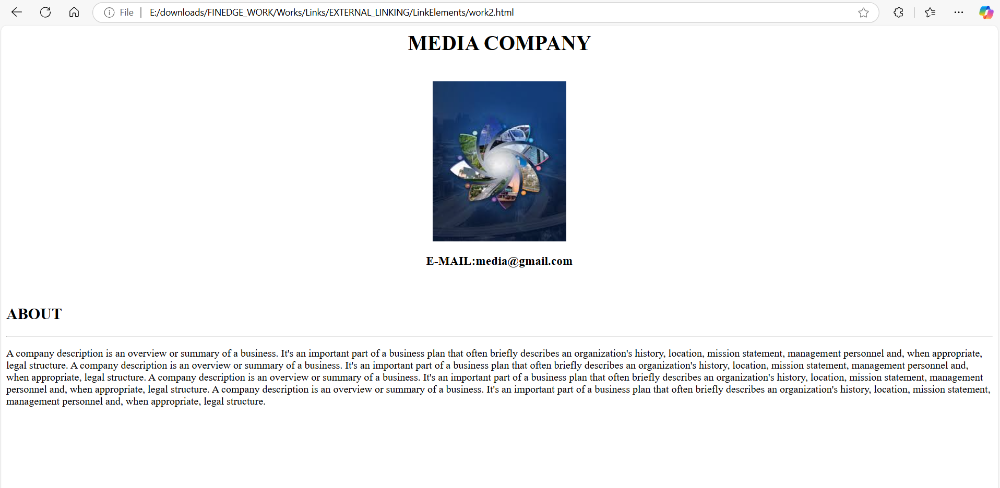 File
E:/downloads/FINEDGE_WORK/Works/Links/EXTERNAL_LINKING/LinkElements/work2.html
MEDIA COMPANY
E-MAIL:media@gmail.com
ABOUT
A company description is an overview or summary of a business. It's an important part of a business plan that often briefly describes an organization's history, location, mission statement, management personnel and, when appropriate,
legal structure. A company description is an overview or summary of a business. It's an important part of a business plan that often briefly describes an organization's history, location, mission statement, management personnel and,
when appropriate, legal structure. A company description is an overview or summary of a business. It's an important part of a business plan that often briefly describes an organization's history, location, mission statement, management
personnel and, when appropriate, legal structure. A company description is an overview or summary of a business. It's an important part of a business plan that often briefly describes an organization's history, location, mission statement,
management personnel and, when appropriate, legal structure.